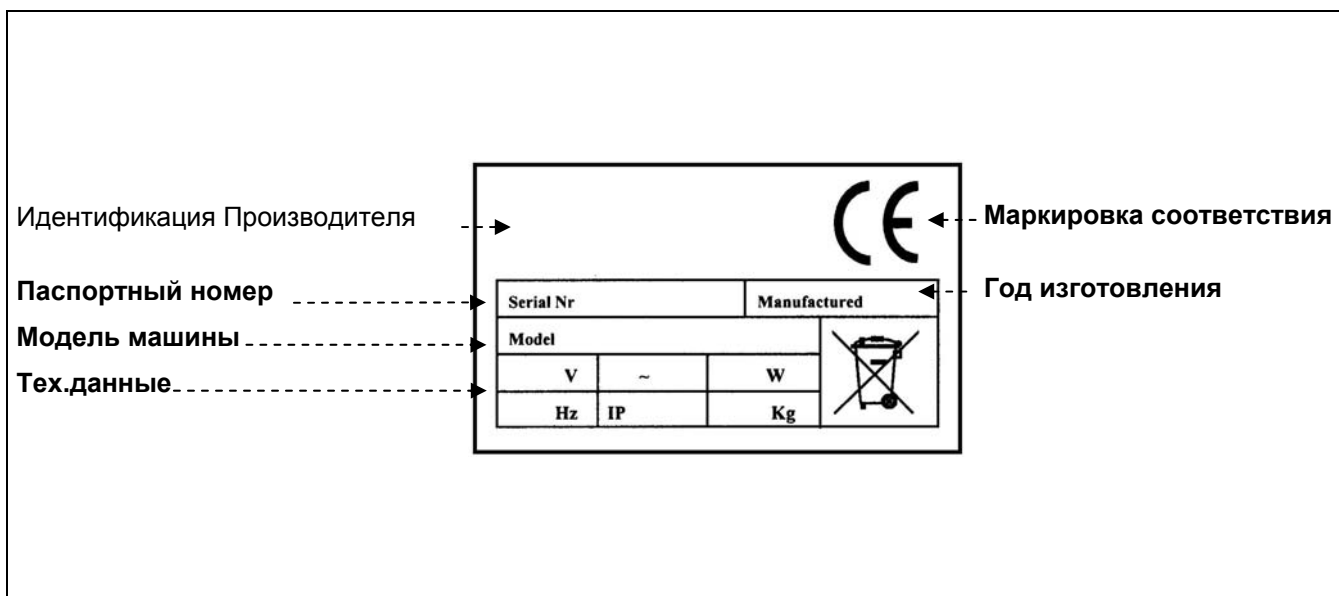 Идентификация Производителя
CE
Маркировка соответствия
Паспортный номер
Serial Nr
Manufactured
Год изготовления
Модель машины
Model
Тех.данные
V ~ W
Hz IP Kg